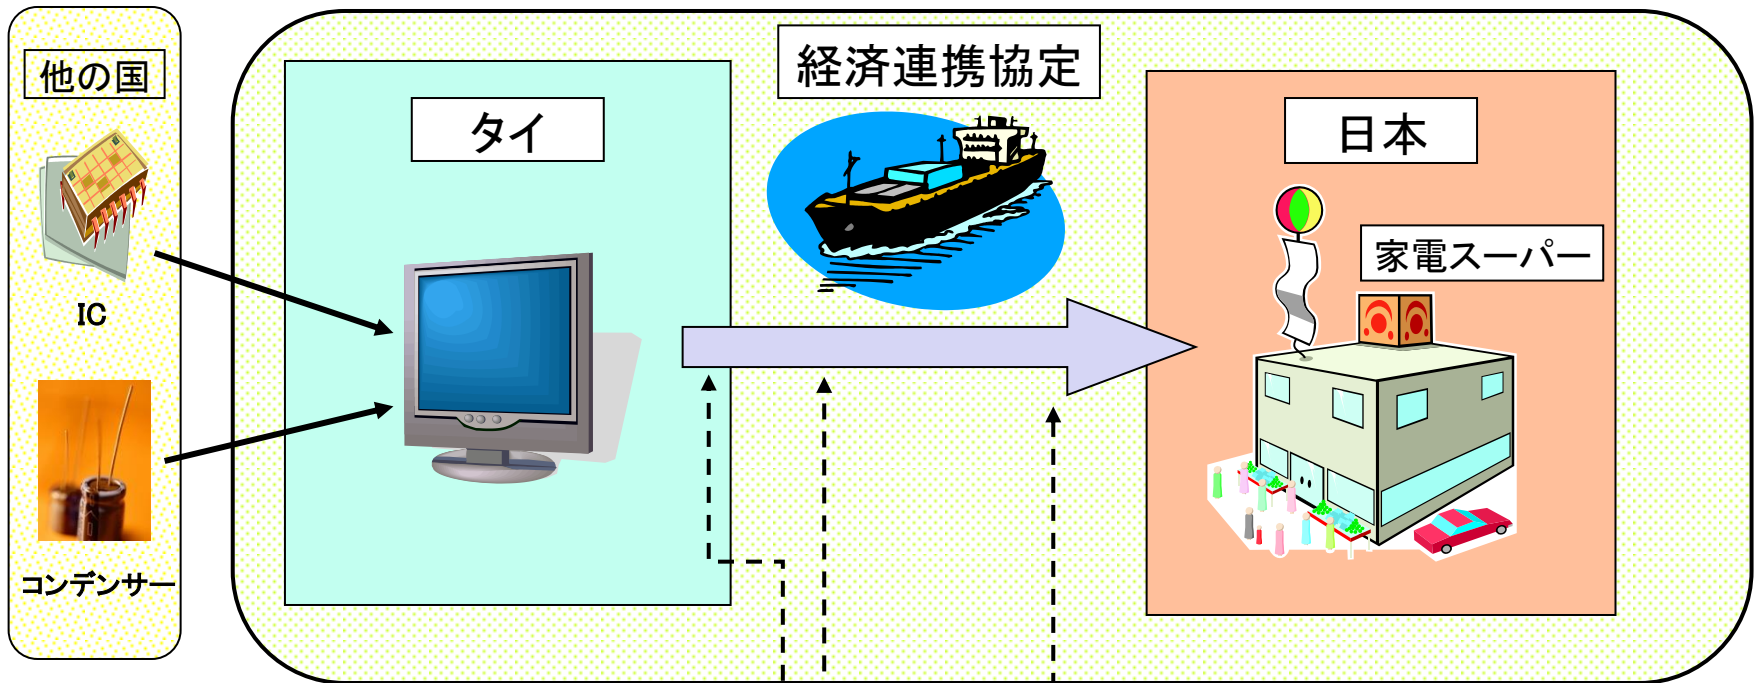 他の国
IC
コンデンサー
経済連携協定
タイ
日本
家電スーパー